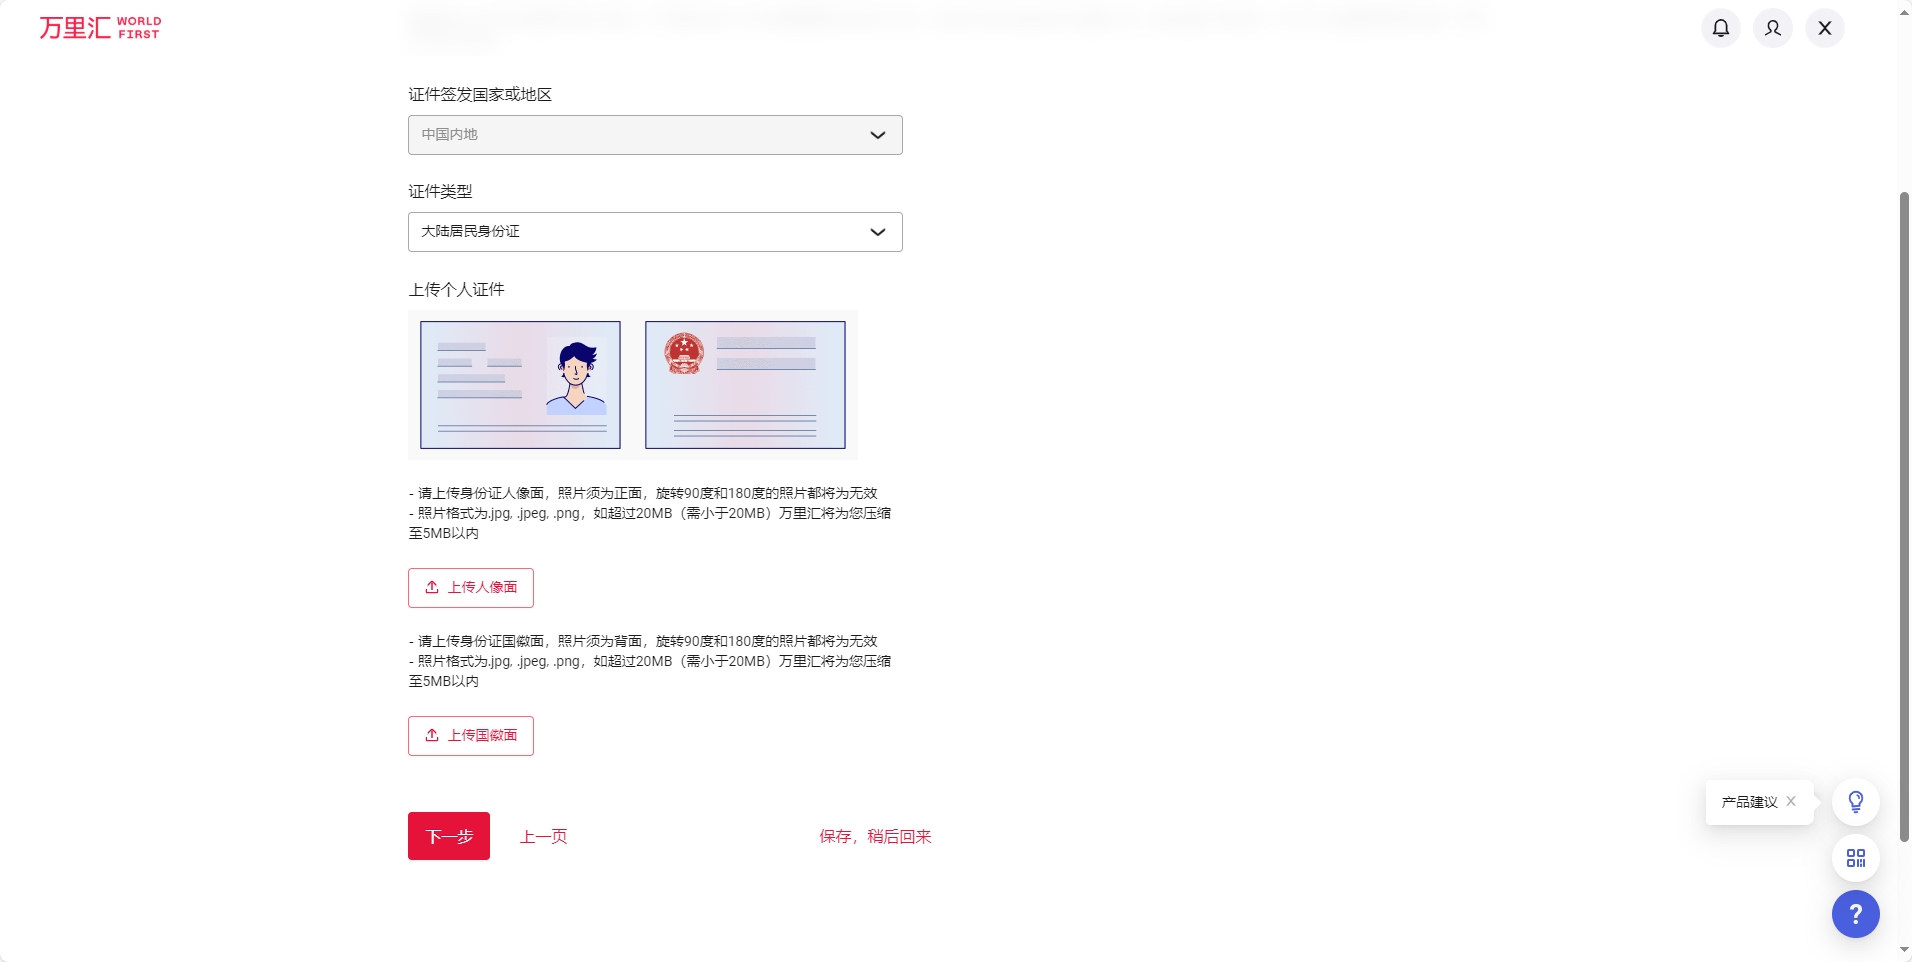 万里汇 WORLD FIRST
证件签发国家或地区
中国内地
证件类型
大陆居民身份证
上传个人证件
- 请上传身份证人像面，照片须为正面，旋转90度和180度的照片都将为无效
- 照片格式为.jpg, .jpeg, .png，如超过20MB（需小于20MB）万里汇将为您压缩
至5MB以内
上传人像面
- 请上传身份证国徽面，照片须为背面，旋转90度和180度的照片都将为无效
- 照片格式为.jpg, .jpeg, .png，如超过20MB（需小于20MB）万里汇将为您压缩
至5MB以内
上传国徽面
产品建议
下一步 上一页 保存，稍后回来
?